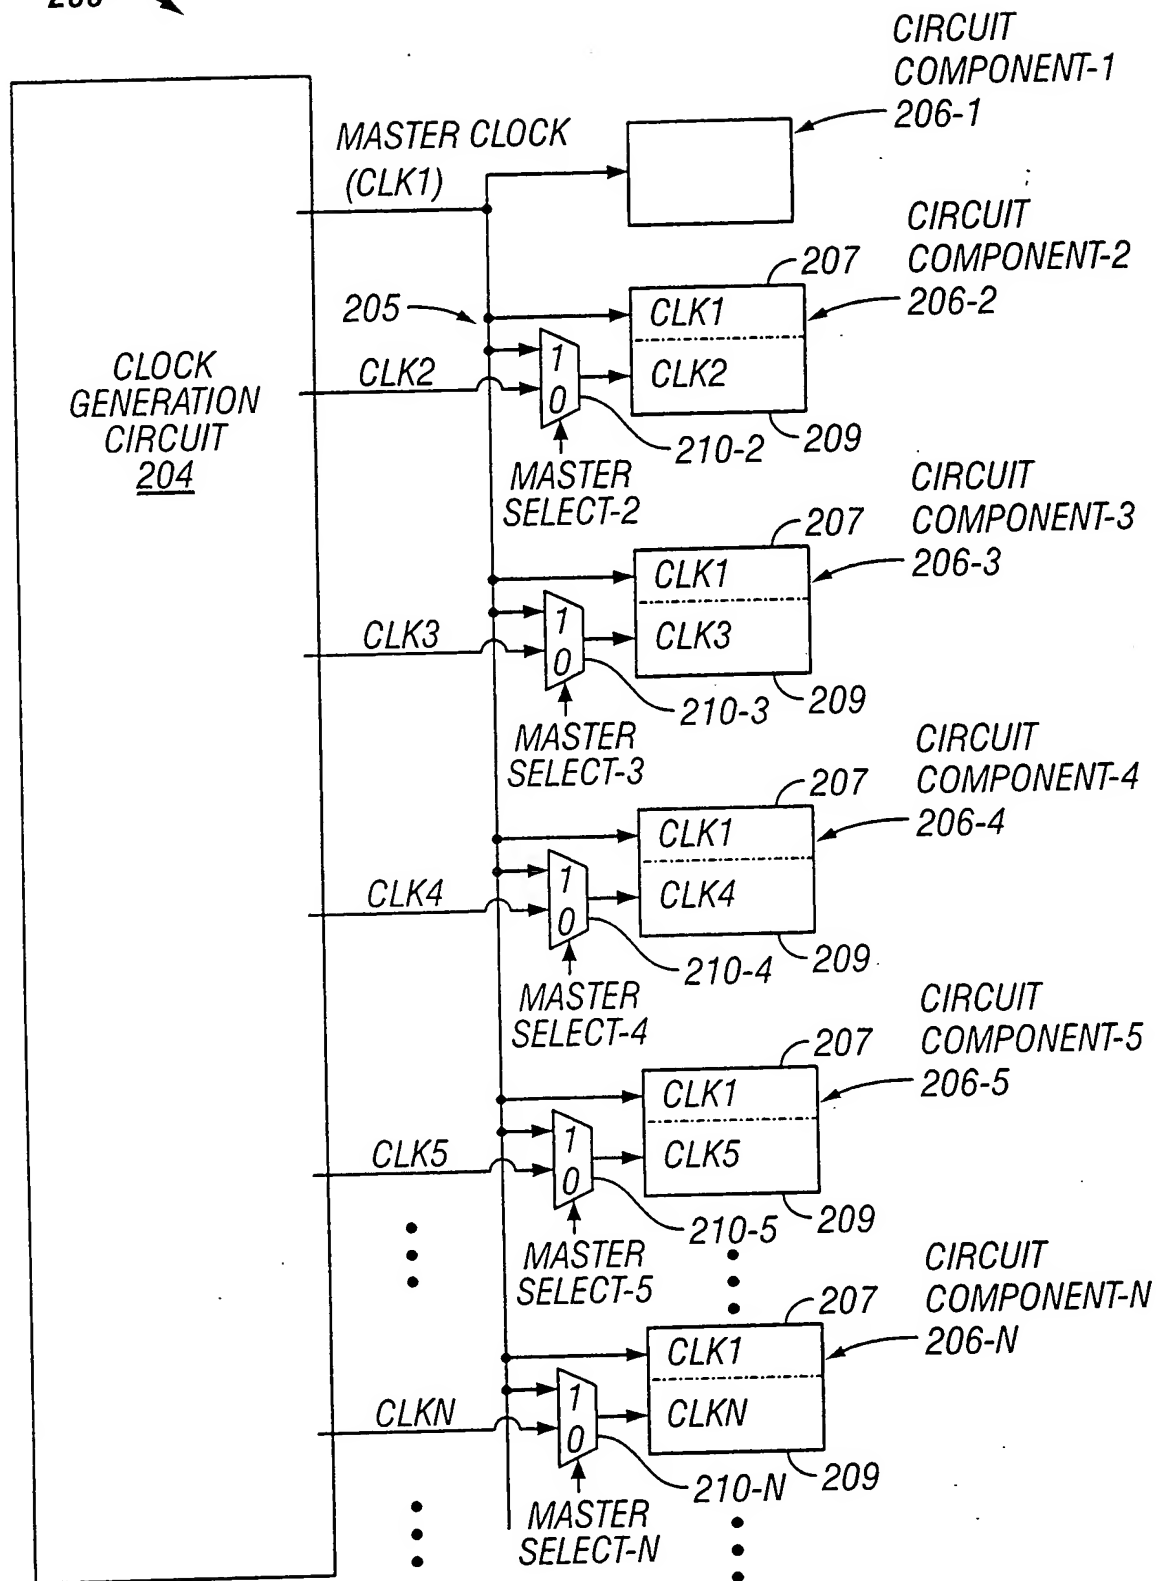 CIRCUIT
COMPONENT-1
206-1
MASTER CLOCK
(CLK1)
CIRCUIT
COMPONENT-2
206-2
207
205
CLK1
CLOCK
GENERATION
CIRCUIT
204
CLK2
1
0
CLK2
210-2
209
MASTER
SELECT-2
CIRCUIT
COMPONENT-3
206-3
207
CLK1
CLK3
1
0
CLK3
210-3
209
MASTER
SELECT-3
CIRCUIT
COMPONENT-4
206-4
207
CLK1
CLK4
1
0
CLK4
210-4
209
MASTER
SELECT-4
CIRCUIT
COMPONENT-5
206-5
207
CLK1
CLK5
1
0
CLK5
210-5
209
MASTER
SELECT-5
CIRCUIT
COMPONENT-N
206-N
207
CLK1
CLKN
1
0
CLKN
210-N
209
MASTER
SELECT-N